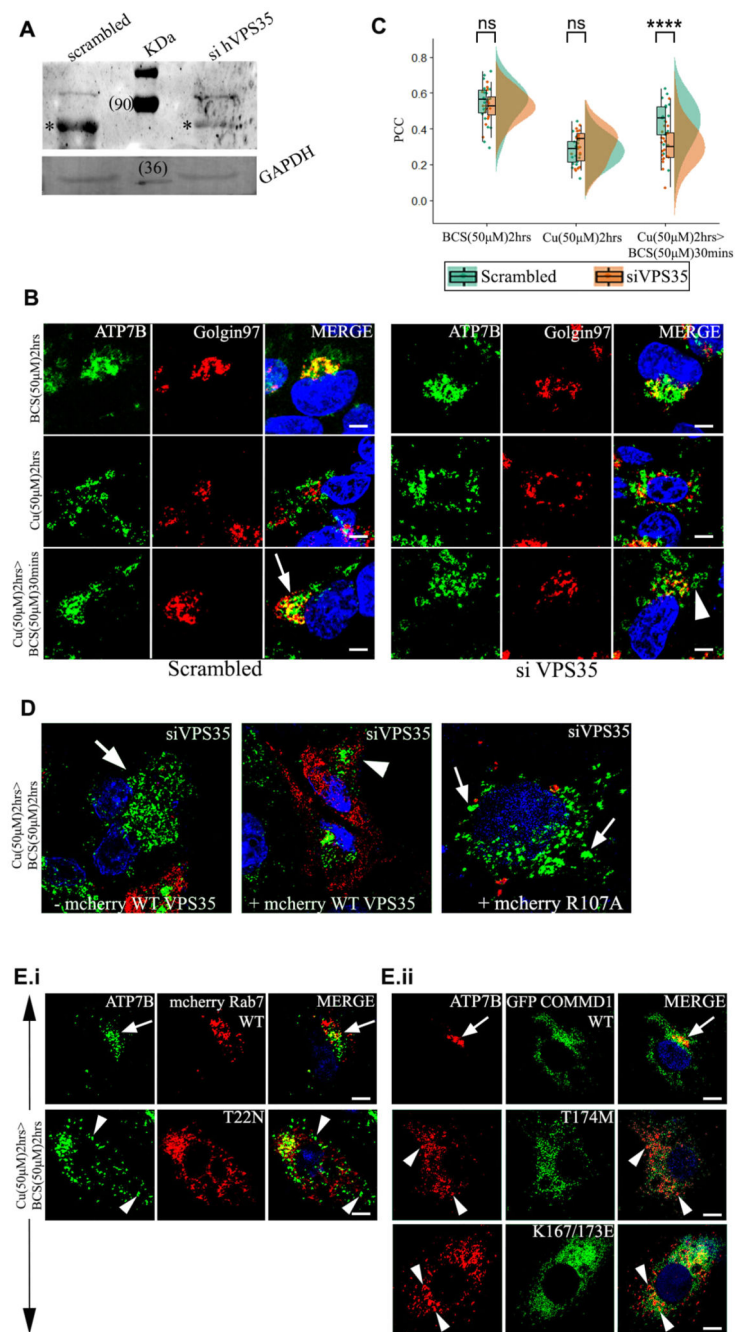 A
scrambled
KDa
si hVPS35
(90)
*
*
(36)
GAPDH
C
ns
ns
****
PCC
0.8
0.6
0.4
0.2
0.0
BCS(50μM)2hrs
Cu(50μM)2hrs
Cu(50μM)2hrs>
BCS(50μM)30mins
Scrambled
siVPS35
B
ATP7B
Golgin97
MERGE
ATP7B
Golgin97
MERGE
BCS(50μM)2hrs
Cu(50μM)2hrs
Cu(50μM)2hrs>
BCS(50μM)30mins
Scrambled
si VPS35
D
Cu(50μM)2hrs>
BCS(50μM)2hrs
siVPS35
siVPS35
siVPS35
- mcherry WT VPS35
+ mcherry WT VPS35
+ mcherry R107A
E.i
E.ii
ATP7B
mcherry Rab7
WT
MERGE
ATP7B
GFP COMMD1
WT
MERGE
Cu(50μM)2hrs>
BCS(50μM)2hrs
T22N
T174M
K167/173E